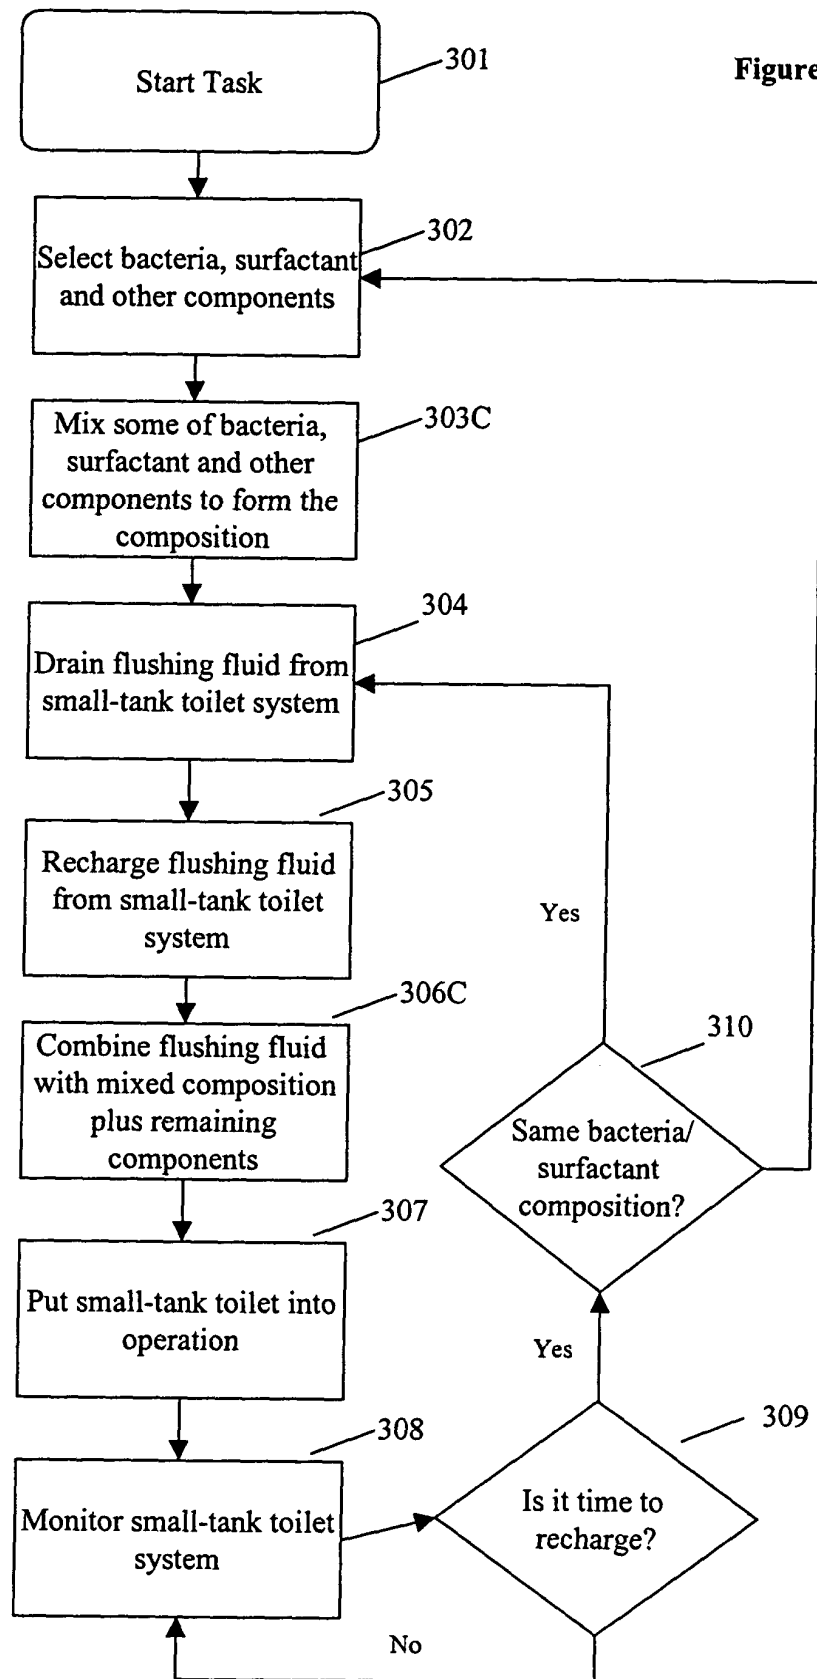 Start Task
301
Figure
Select bacteria, surfactant
and other components
302
Mix some of bacteria,
surfactant and other
components to form the
composition
303C
Drain flushing fluid from
small-tank toilet system
304
Recharge flushing fluid
from small-tank toilet
system
305
Yes
Combine flushing fluid
with mixed composition
plus remaining
components
306C
Same bacteria/
surfactant
composition?
310
Put small-tank toilet into
operation
307
Yes
Monitor small-tank toilet
system
308
Is it time to
recharge?
309
No